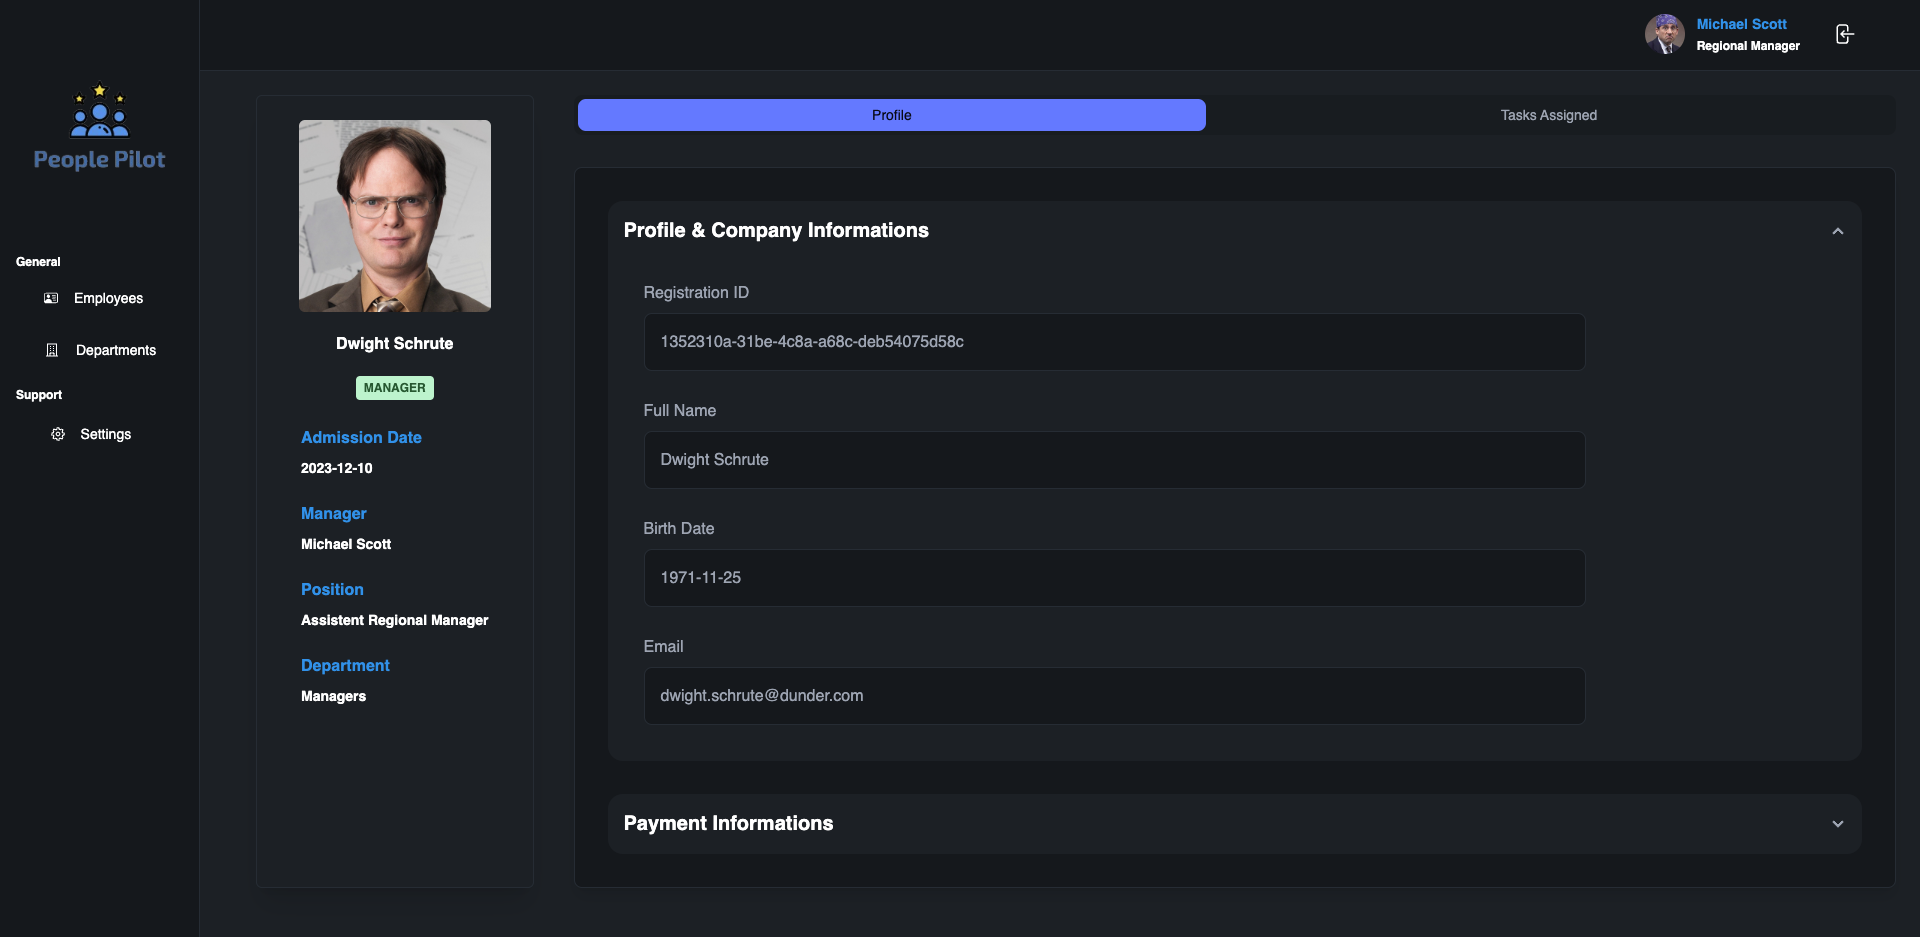 People Pilot
General
Employees
Departments
Support
Settings
Michael Scott
Regional Manager
Dwight Schrute
MANAGER
Admission Date
2023-12-10
Manager
Michael Scott
Position
Assistent Regional Manager
Department
Managers
Profile
Tasks Assigned
Profile & Company Informations
Registration ID
1352310a-31be-4c8a-a68c-deb54075d58c
Full Name
Dwight Schrute
Birth Date
1971-11-25
Email
dwight.schrute@dunder.com
Payment Informations